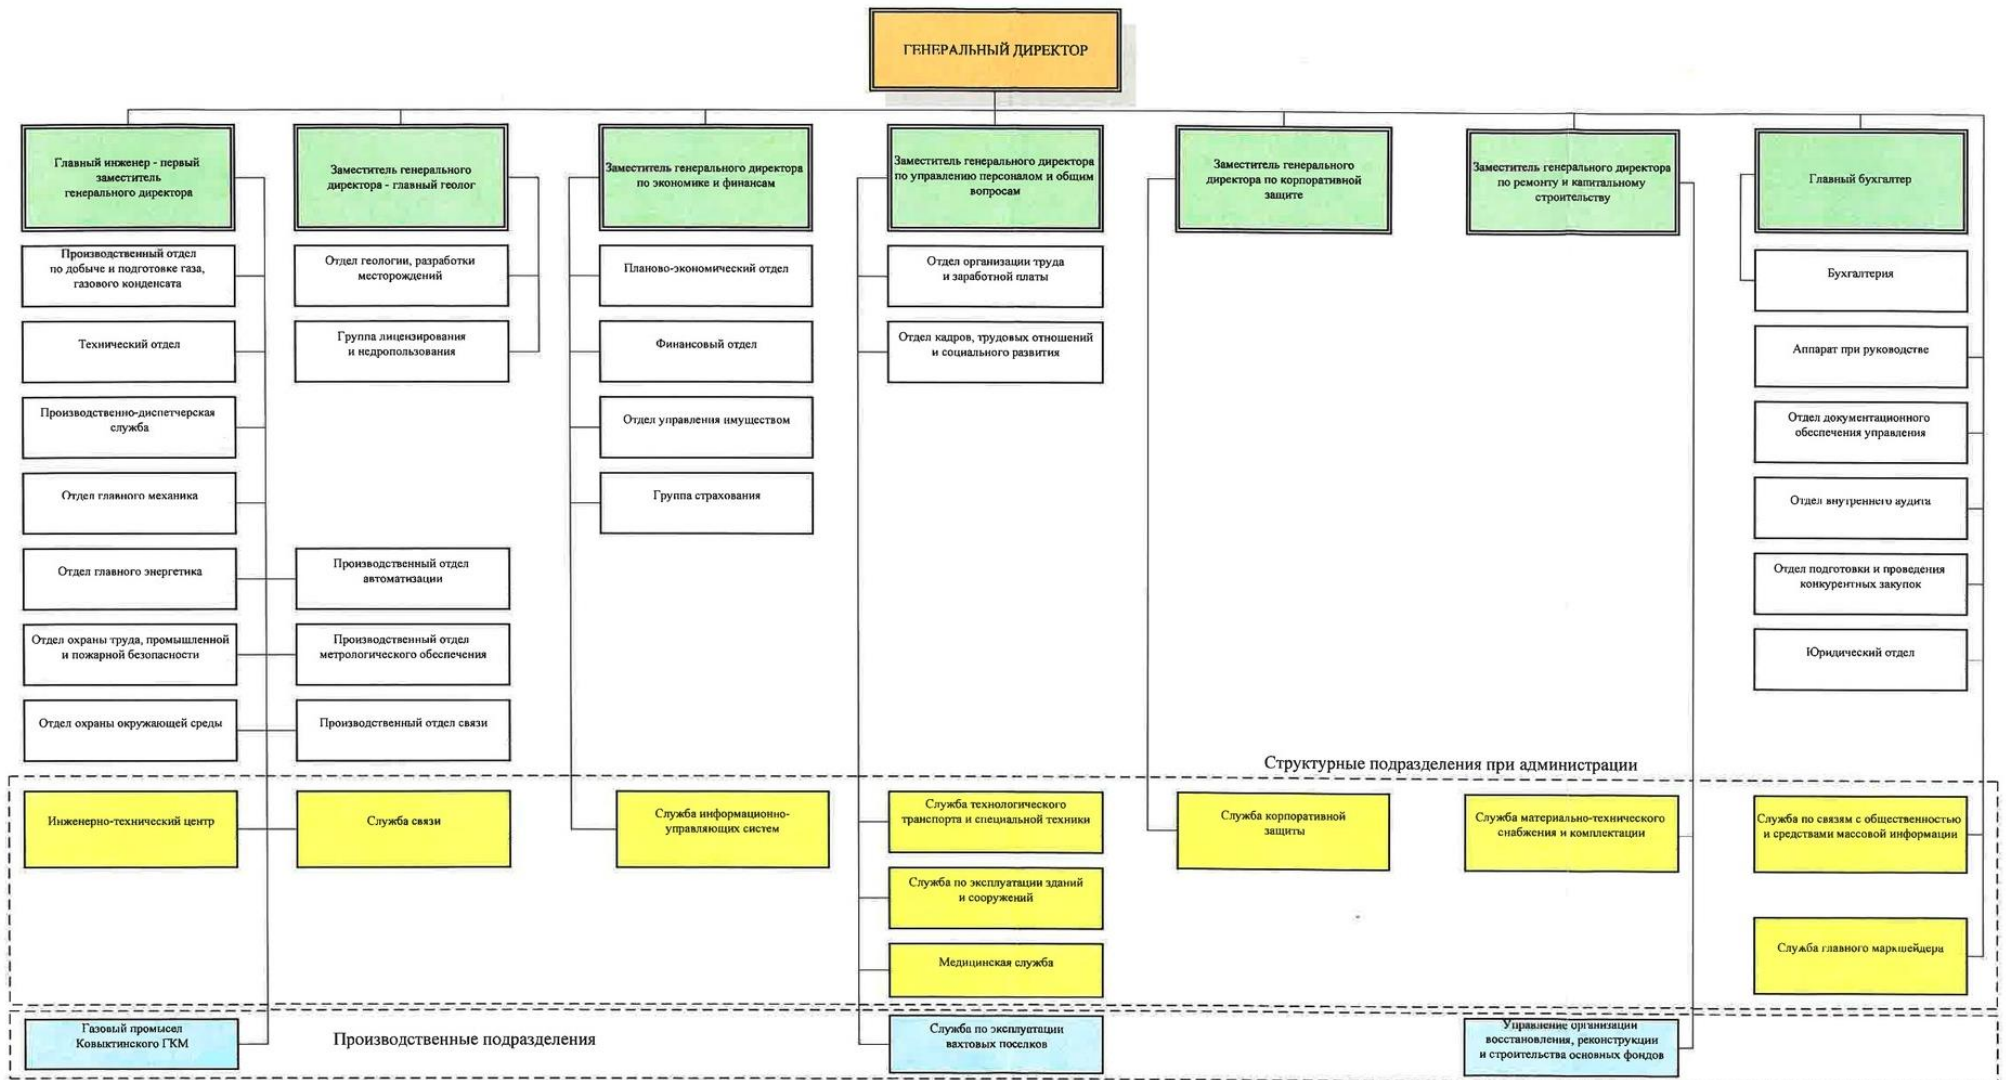 ГЕНЕРАЛЬНЫЙ ДИРЕКТОР
Главный инженер - первый
заместитель
генерального директора
Заместитель генерального
директора - главный геолог
Заместитель генерального директора
по экономике и финансам
Заместитель генерального директора
по управлению персоналом и общим
вопросам
Заместитель генерального
директора по корпоративной
защите
Заместитель генерального директора
по ремонту и капитальному
строительству
Главный бухгалтер
Производственный отдел
по добыче и подготовке газа,
газового конденсата
Отдел геологии, разработки
месторождений
Планово-экономический отдел
Отдел организации труда
и заработной платы
Бухгалтерия
Технический отдел
Группа лицензирования
и недропользования
Финансовый отдел
Отдел кадров, трудовых отношений
и социального развития
Аппарат при руководстве
Производственно-диспетчерская
служба
Отдел управления имуществом
Отдел документационного
обеспечения управления
Отдел главного механика
Группа страхования
Отдел внутреннего аудита
Отдел главного энергетика
Производственный отдел
автоматизации
Отдел подготовки и проведения
конкурентных закупок
Отдел охраны труда, промышленной
и пожарной безопасности
Производственный отдел
метрологического обеспечения
Юридический отдел
Отдел охраны окружающей среды
Производственный отдел связи
Структурные подразделения при администрации
Инженерно-технический центр
Служба связи
Служба информационно-
управляющих систем
Служба технологического
транспорта и специальной техники
Служба корпоративной
защиты
Служба материально-технического
снабжения и комплектации
Служба по связям с общественностью
и средствами массовой информации
Служба по эксплуатации зданий
и сооружений
Медицинская служба
Служба главного маркшейдера
Газовый промысел
Ковыктинского ГКМ
Производственные подразделения
Служба по эксплуатации
вахтовых поселков
Управление организации
восстановления, реконструкции
и строительства основных фондов